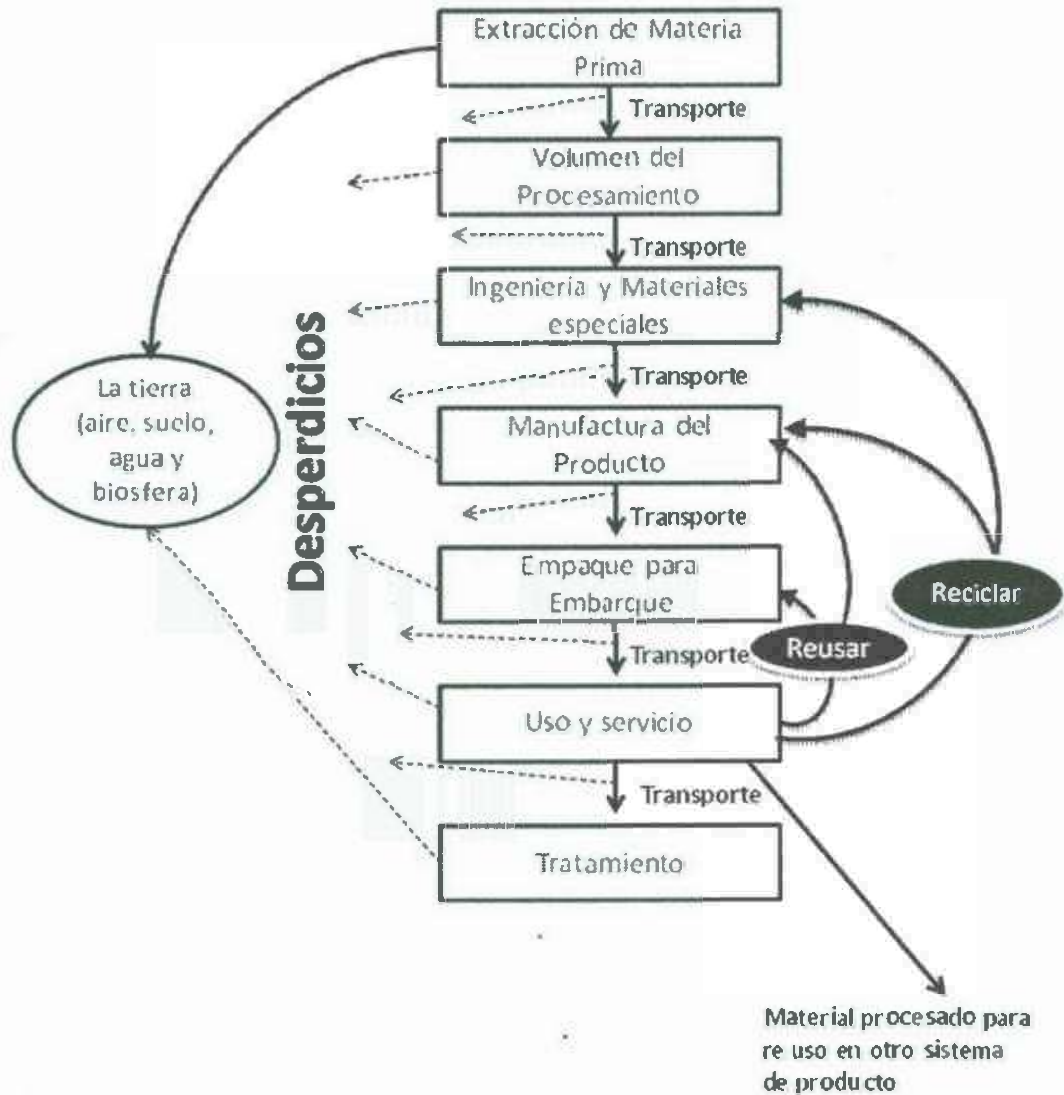 Extracción de Materia
Prima
Transporte
Volumen del
Procesamiento
Transporte
Ingeniería y Materiales
especiales
Transporte
Desperdicios
La tierra
(aire, suelo,
agua y
biosfera)
Manufactura del
Producto
Transporte
Empaque para
Embarque
Reciclar
Reusar
Transporte
Uso y servicio
Transporte
Tratamiento
Material procesado para
re uso en otro sistema
de producto